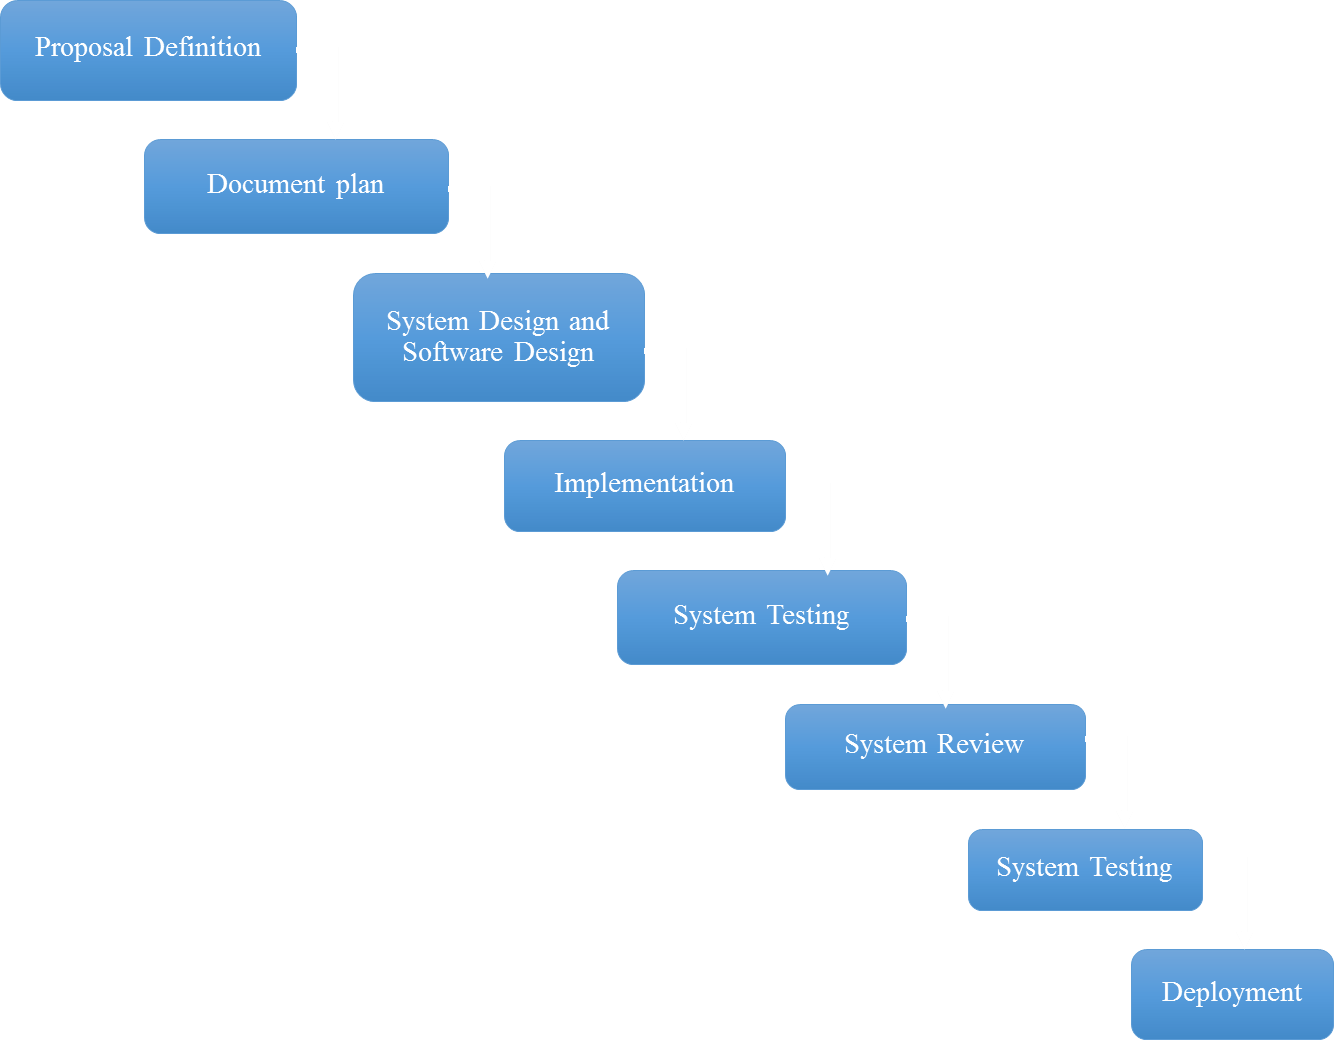 Proposal Definition
Document plan
System Design and
Software Design
Implementation
System Testing
System Review
System Testing
Deployment